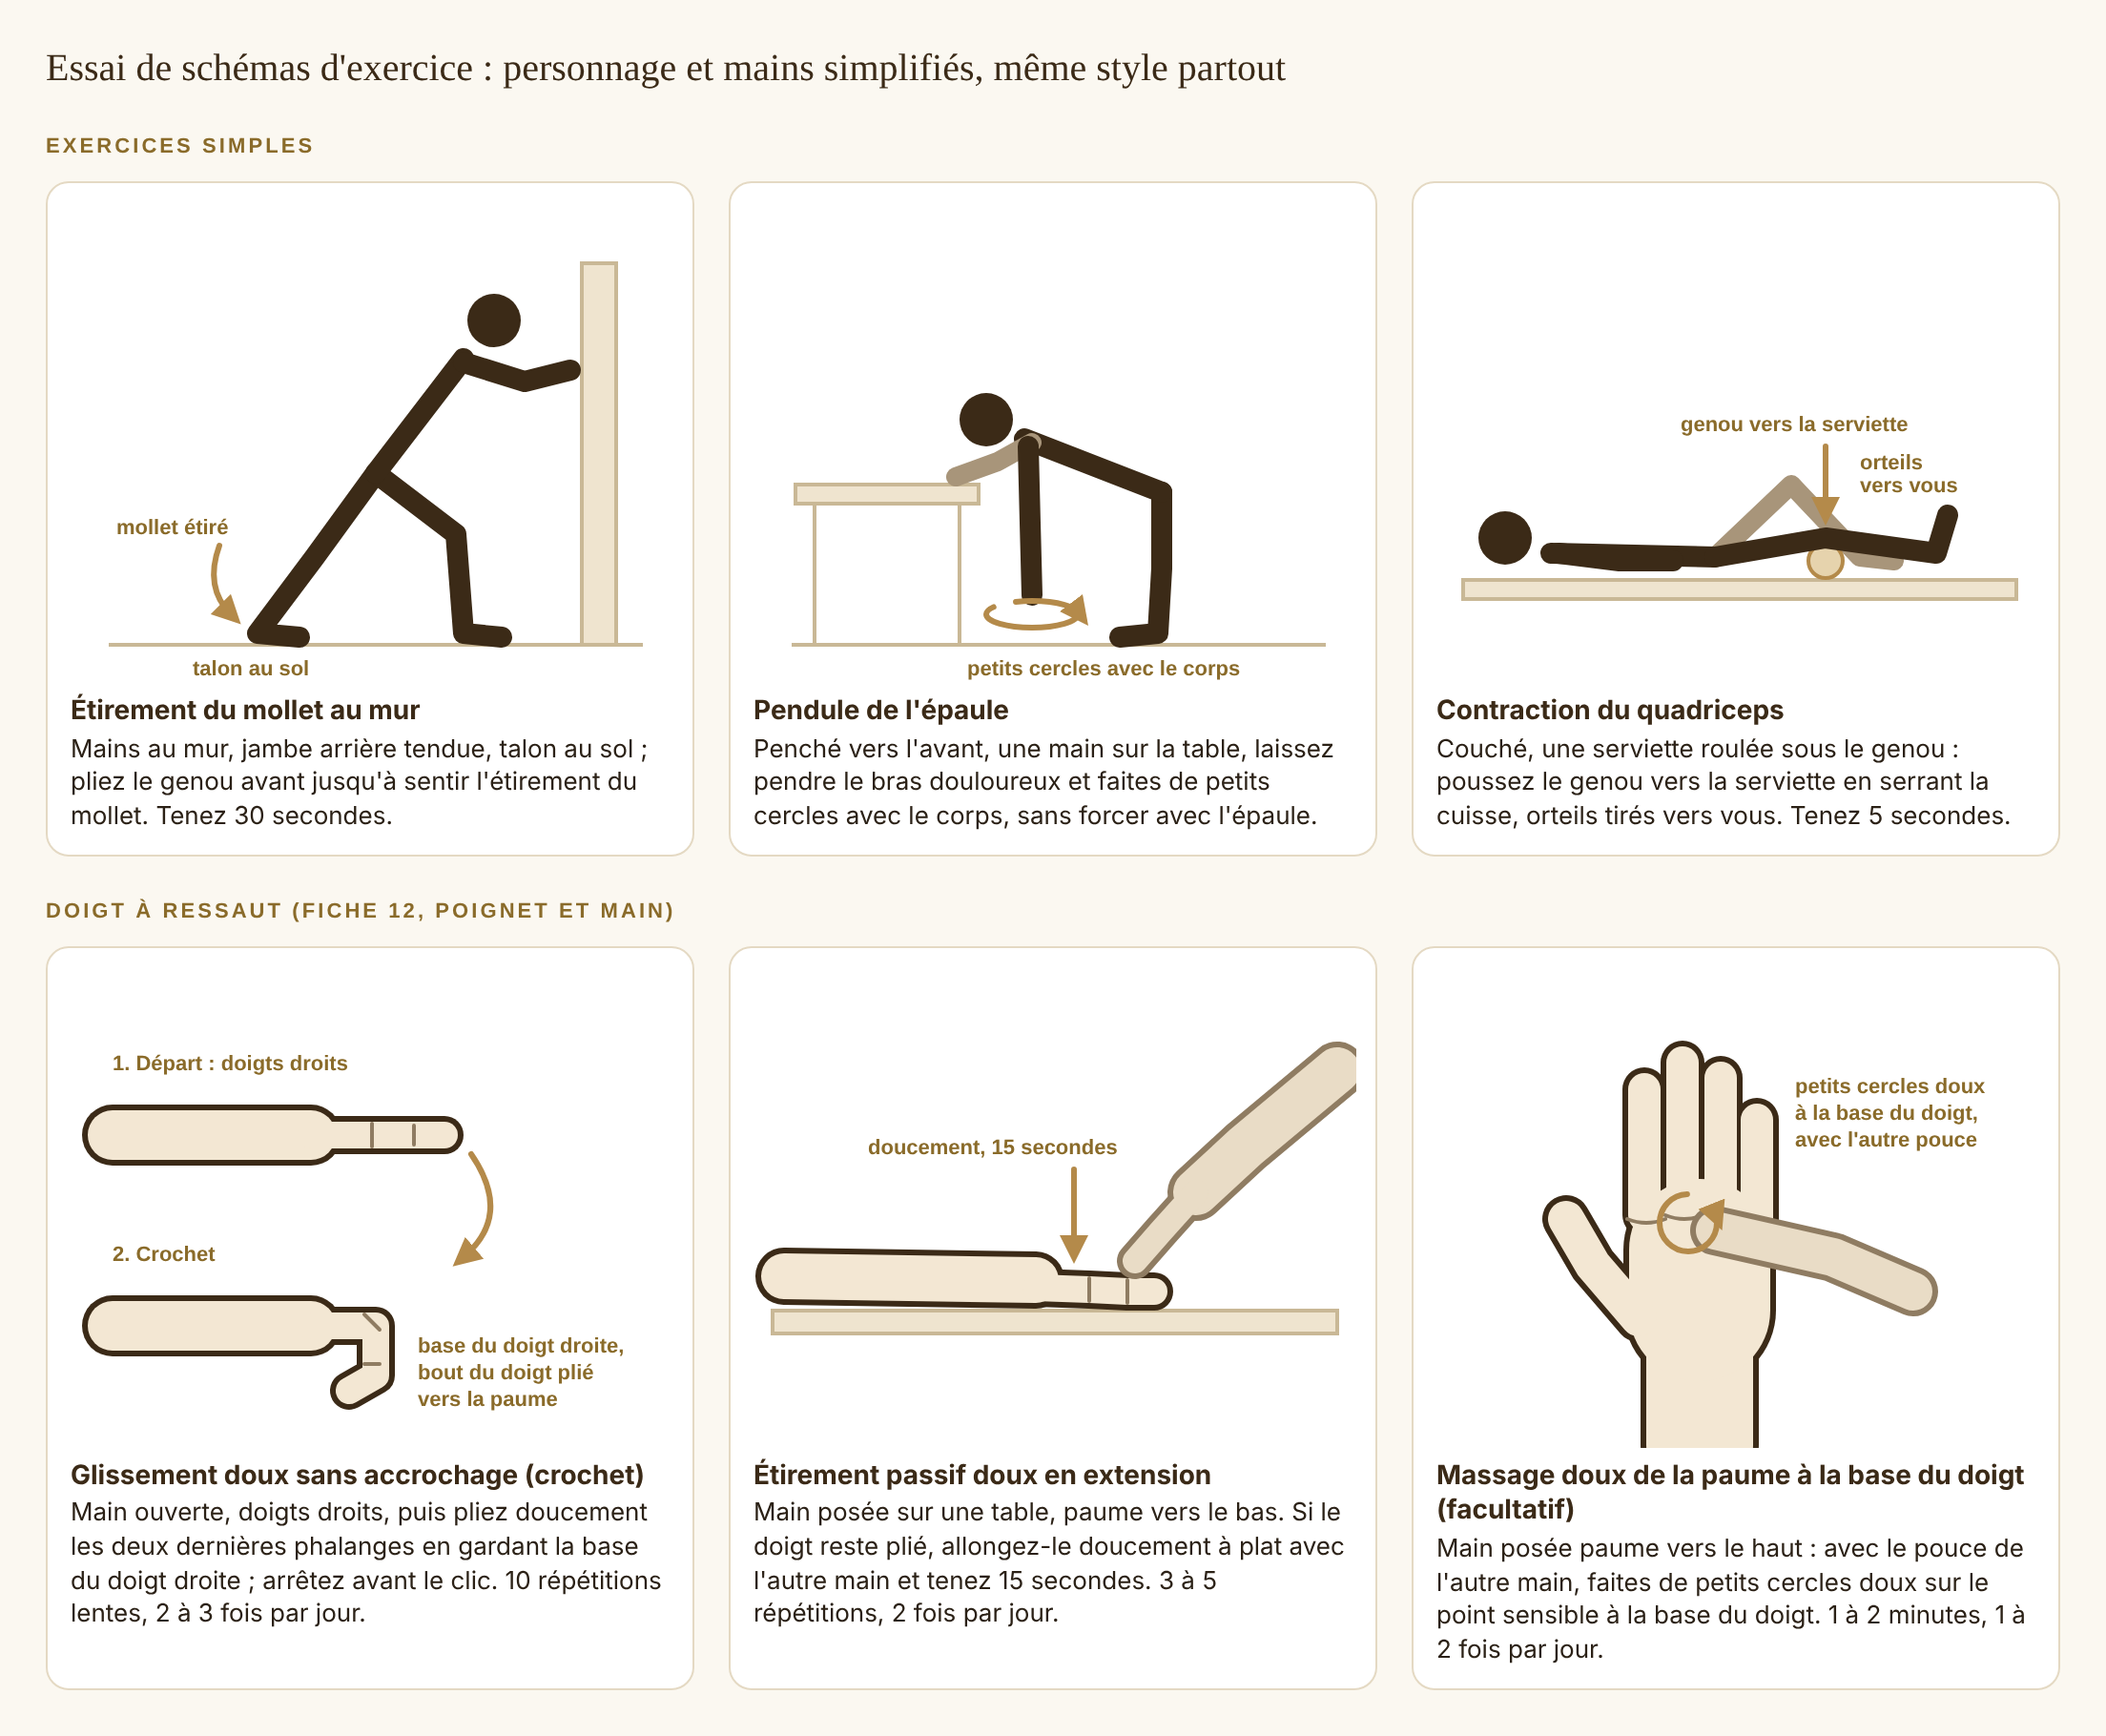 Essai de schémas d'exercice : personnage et mains simplifiés, même style partout
EXERCICES SIMPLES
mollet étiré
talon au sol
Étirement du mollet au mur
Mains au mur, jambe arrière tendue, talon au sol ;
pliez le genou avant jusqu'à sentir l'étirement du
mollet. Tenez 30 secondes.
petits cercles avec le corps
Pendule de l'épaule
Penché vers l'avant, une main sur la table, laissez
pendre le bras douloureux et faites de petits
cercles avec le corps, sans forcer avec l'épaule.
genou vers la serviette
orteils
vers vous
Contraction du quadriceps
Couché, une serviette roulée sous le genou :
poussez le genou vers la serviette en serrant la
cuisse, orteils tirés vers vous. Tenez 5 secondes.
DOIGT À RESSAUT (FICHE 12, POIGNET ET MAIN)
1. Départ : doigts droits
2. Crochet
base du doigt droite,
bout du doigt plié
vers la paume
Glissement doux sans accrochage (crochet)
Main ouverte, doigts droits, puis pliez doucement
les deux dernières phalanges en gardant la base
du doigt droite ; arrêtez avant le clic. 10 répétitions
lentes, 2 à 3 fois par jour.
doucement, 15 secondes
Étirement passif doux en extension
Main posée sur une table, paume vers le bas. Si le
doigt reste plié, allongez-le doucement à plat avec
l'autre main et tenez 15 secondes. 3 à 5
répétitions, 2 fois par jour.
petits cercles doux
à la base du doigt,
avec l'autre pouce
Massage doux de la paume à la base du doigt
(facultatif)
Main posée paume vers le haut : avec le pouce de
l'autre main, faites de petits cercles doux sur le
point sensible à la base du doigt. 1 à 2 minutes, 1 à
2 fois par jour.